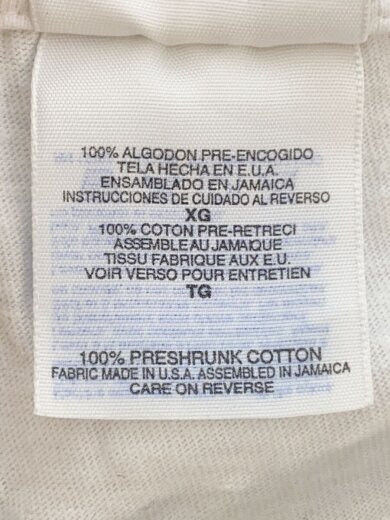 100% ALGODON PRE-ENCOGIDO
TELA HECHA EN E.U.A.
ENSAMBLADO EN JAMAICA
INSTRUCCIONES DE CUIDADO AL REVERSO
XG
100% COTON PRE-RETRECI
ASSEMBLE AU JAMAIQUE
TISSU FABRIQUE AUX E.U.
VOIR VERSO POUR ENTRETIEN
TG
100% PRESHRUNK COTTON
FABRIC MADE IN U.S.A. ASSEMBLED IN JAMAICA
CARE ON REVERSE